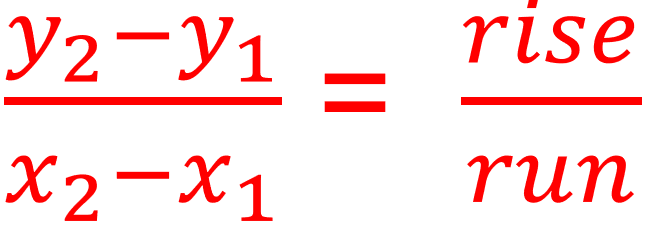 y₂−y₁ = rise
x₂−x₁ run